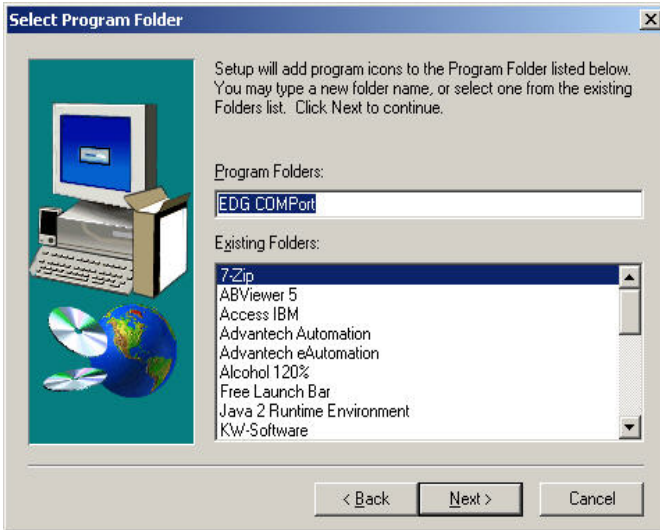 Select Program Folder
Setup will add program icons to the Program Folder listed below.
You may type a new folder name, or select one from the existing
Folders list. Click Next to continue.
Program Folders:
EDG COMPort
Existing Folders:
7-Zip
ABViewer 5
Access IBM
Advantech Automation
Advantech eAutomation
Alcohol 120%
Free Launch Bar
Java 2 Runtime Environment
KW-Software
< Back
Next >
Cancel